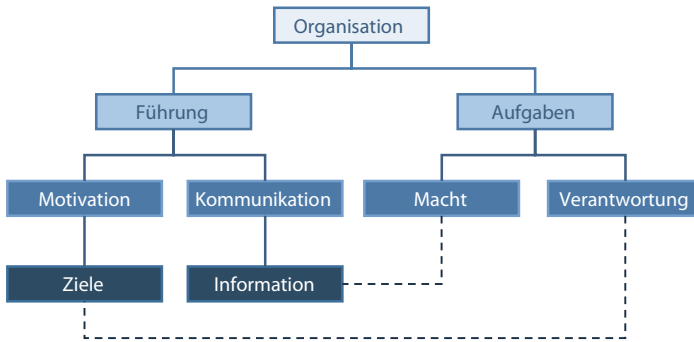 Organisation
Führung
Aufgaben
Motivation
Kommunikation
Macht
Verantwortung
Ziele
Information